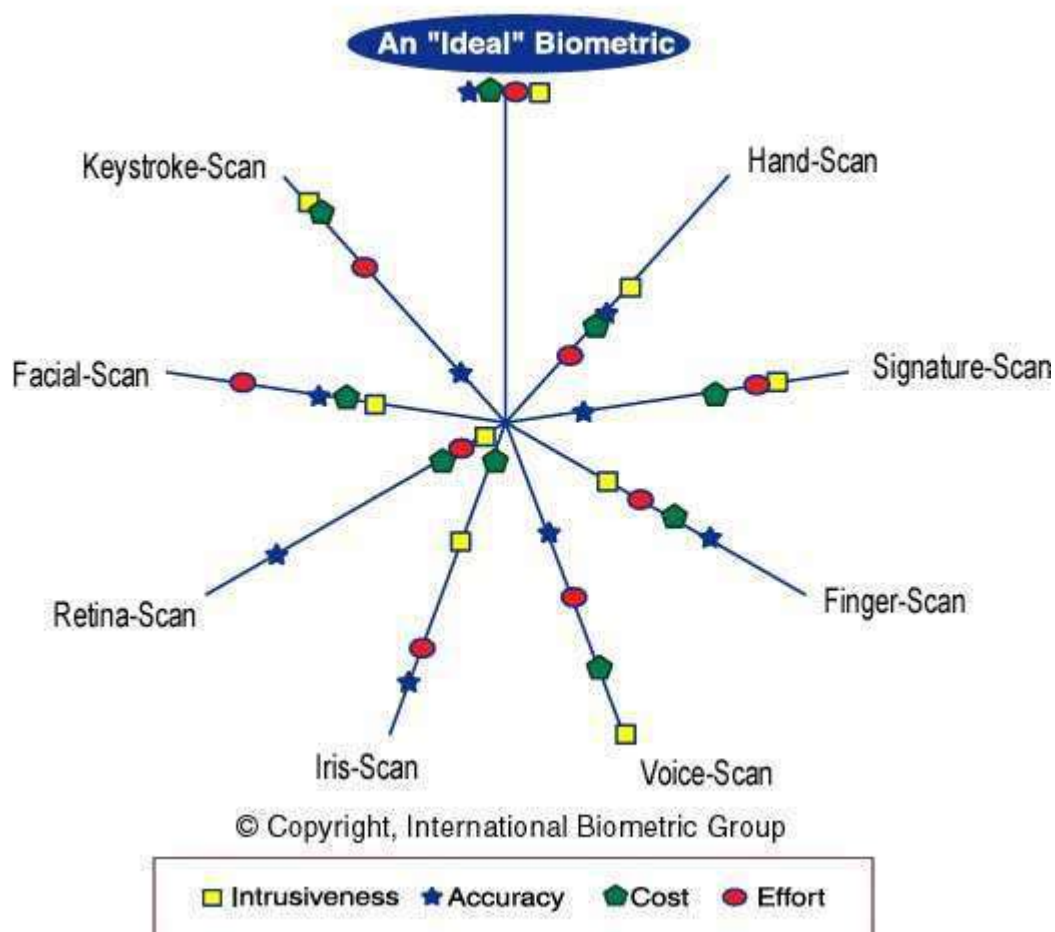 An "Ideal" Biometric
Keystroke-Scan
Hand-Scan
Facial-Scan
Signature-Scan
Retina-Scan
Finger-Scan
Iris-Scan
Voice-Scan
© Copyright, International Biometric Group
Intrusiveness Accuracy Cost Effort